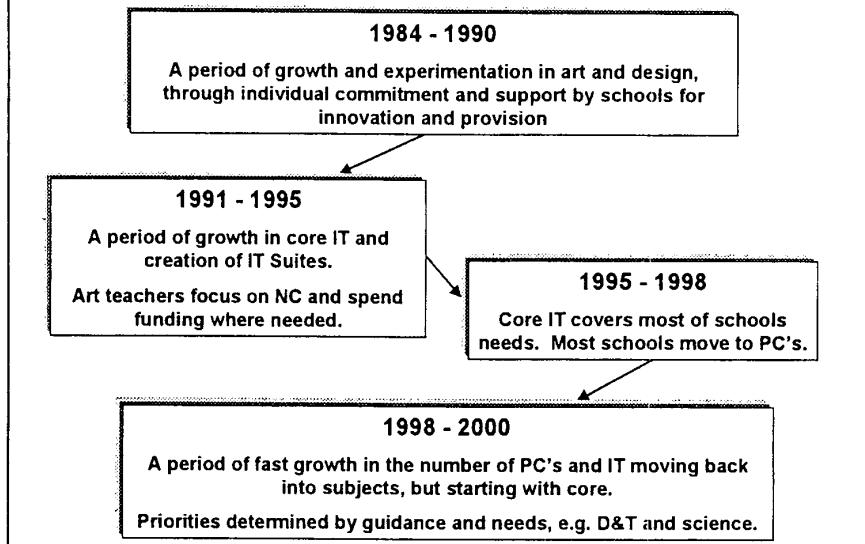 1984 - 1990
A period of growth and experimentation in art and design,
through individual commitment and support by schools for
innovation and provision
1991 - 1995
A period of growth in core IT and
creation of IT Suites.
Art teachers focus on NC and spend
funding where needed.
1995 - 1998
Core IT covers most of schools
needs. Most schools move to PC's.
1998 - 2000
A period of fast growth in the number of PC's and IT moving back
into subjects, but starting with core.
Priorities determined by guidance and needs, e.g. D&T and science.